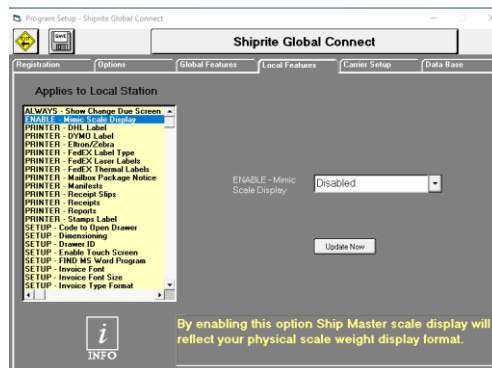 Program Setup - Shiprite Global Connect
SAVE
Shiprite Global Connect
Registration
Options
Global Features
Local Features
Carrier Setup
Data Base
Applies to Local Station
ALWAYS - Show Change Due Screen
ENABLE - Mimic Scale Display
PRINTER - DHL Label
PRINTER - DYMO Label
PRINTER - Eltron/Zebra
PRINTER - FedEX Label Type
PRINTER - FedEX Laser Labels
PRINTER - FedEX Thermal Labels
PRINTER - Mailbox Package Notice
PRINTER - Manifests
PRINTER - Receipt Slips
PRINTER - Receipts
PRINTER - Reports
PRINTER - Stamps Label
SETUP - Code to Open Drawer
SETUP - Dimensioning
SETUP - Drawer ID
SETUP - Enable Touch Screen
SETUP - FIND MS Word Program
SETUP - Invoice Font
SETUP - Invoice Font Size
SETUP - Invoice Type Format
ENABLE - Mimic
Scale Display
Disabled
Update Now
i
INFO
By enabling this option Ship Master scale display will
reflect your physical scale weight display format.